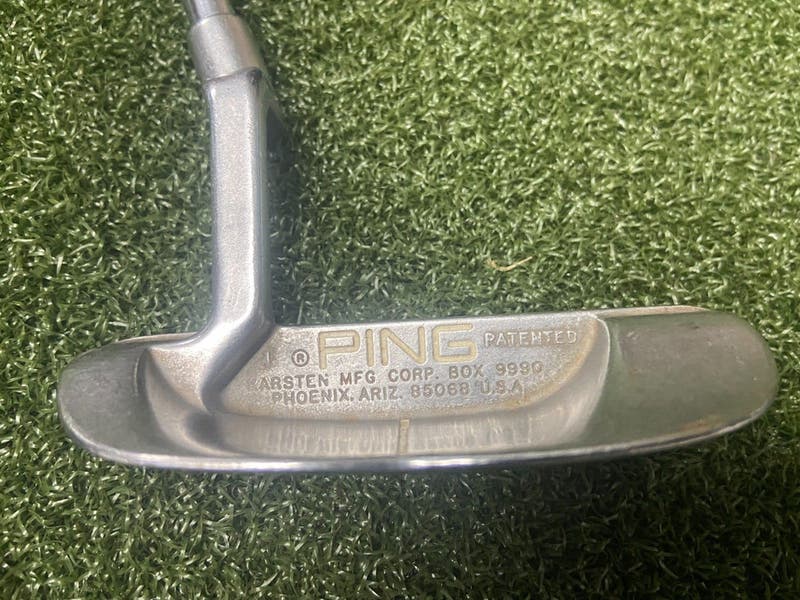 ® PING PATENTED
ARSTEN MFG. CORP. BOX 9990
PHOENIX, ARIZ. 85068 U.S.A.